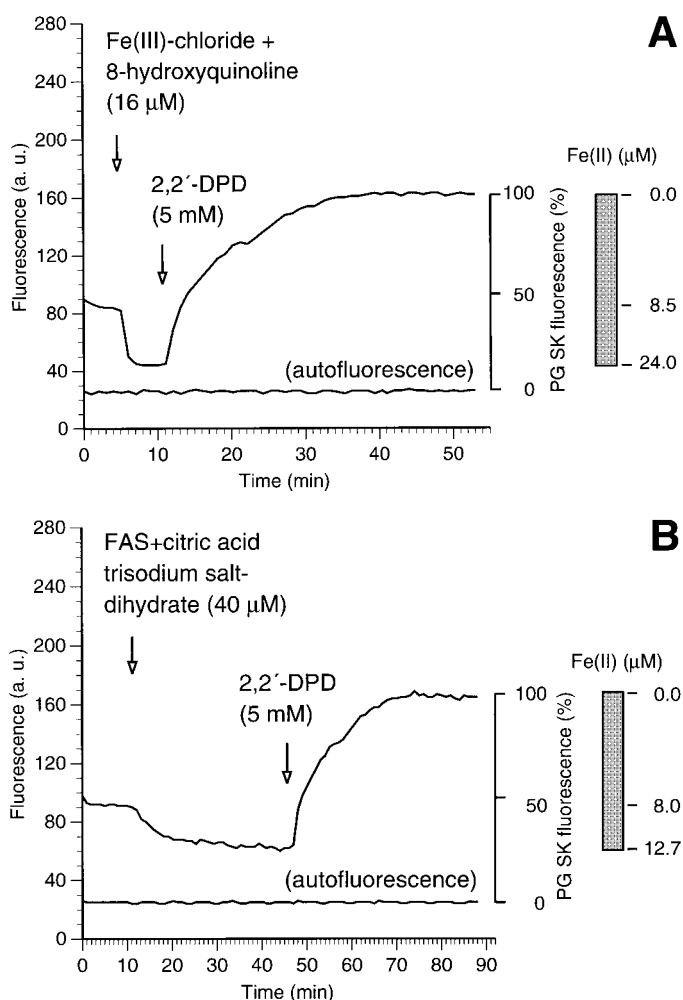 A
280
240
200
160
120
80
40
0
Fluorescence (a. u.)
Fe(III)-chloride +
8-hydroxyquinoline
(16 µM)
2,2´-DPD
(5 mM)
(autofluorescence)
0 10 20 30 40 50
Time (min)
100
50
0
PG SK fluorescence (%)
Fe(II) (µM)
0.0
8.5
24.0
B
280
240
200
160
120
80
40
0
Fluorescence (a. u.)
FAS+citric acid
trisodium salt-
dihydrate (40 µM)
2,2´-DPD
(5 mM)
(autofluorescence)
0 10 20 30 40 50 60 70 80 90
Time (min)
100
50
0
PG SK fluorescence (%)
Fe(II) (µM)
0.0
8.0
12.7